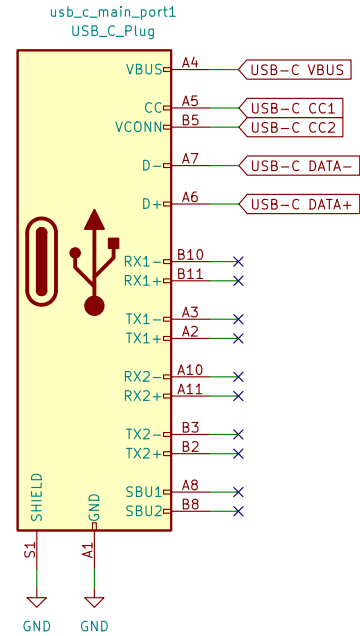 usb_c_main_port1
USB_C_Plug
VBUS A4 USB-C VBUS
CC A5 USB-C CC1
VCONN B5 USB-C CC2
D- A7 USB-C DATA-
D+ A6 USB-C DATA+
RX1- B10
RX1+ B11
TX1- A3
TX1+ A2
RX2- A10
RX2+ A11
TX2- B3
TX2+ B2
SBU1 A8
SBU2 B8
SHIELD GND
S1 A1
GND GND